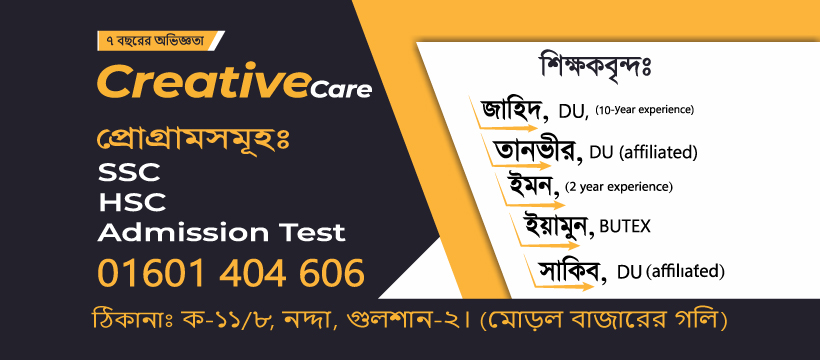 ৭ বছরের অভিজ্ঞতা
CreativeCare
প্রোগ্রামসমূহঃ
SSC
HSC
Admission Test
01601 404 606
শিক্ষকবৃন্দঃ
জাহিদ, DU, (10-year experience)
তানভীর, DU (affiliated)
ইমন, (2 year experience)
ইয়ামুন, BUTEX
সাকিব, DU (affiliated)
ঠিকানাঃ ক-১১/৮, নদ্দা, গুলশান-২। (মোড়ল বাজারের গলি)